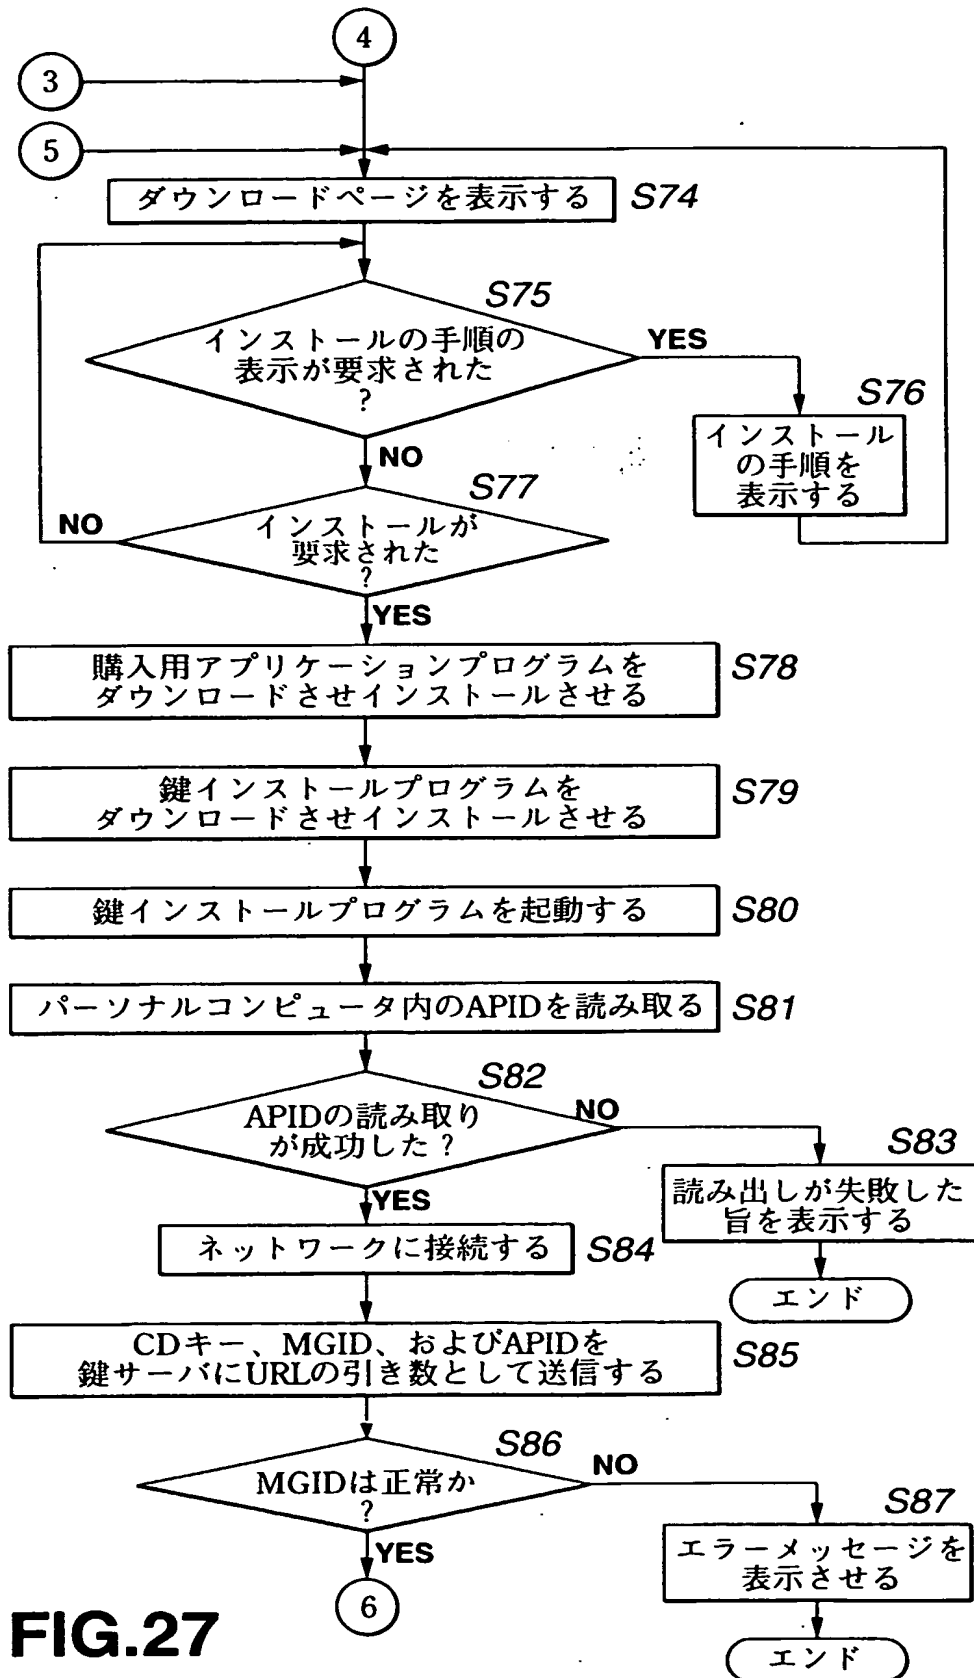 4
3
5
ダウンロードページを表示する
S74
S75
インストールの手順の
表示が要求された
?
YES
S76
インストール
の手順を
表示する
NO
S77
インストールが
要求された
?
NO
YES
購入用アプリケーションプログラムを
ダウンロードさせインストールさせる
S78
鍵インストールプログラムを
ダウンロードさせインストールさせる
S79
鍵インストールプログラムを起動する
S80
パーソナルコンピュータ内のAPIDを読み取る
S81
S82
APIDの読み取り
が成功した?
NO
S83
読み出しが失敗した
旨を表示する
エンド
YES
ネットワークに接続する
S84
CDキー、MGID、およびAPIDを
鍵サーバにURLの引き数として送信する
S85
S86
MGIDは正常か
?
NO
S87
エラーメッセージを
表示させる
エンド
YES
6
FIG.27